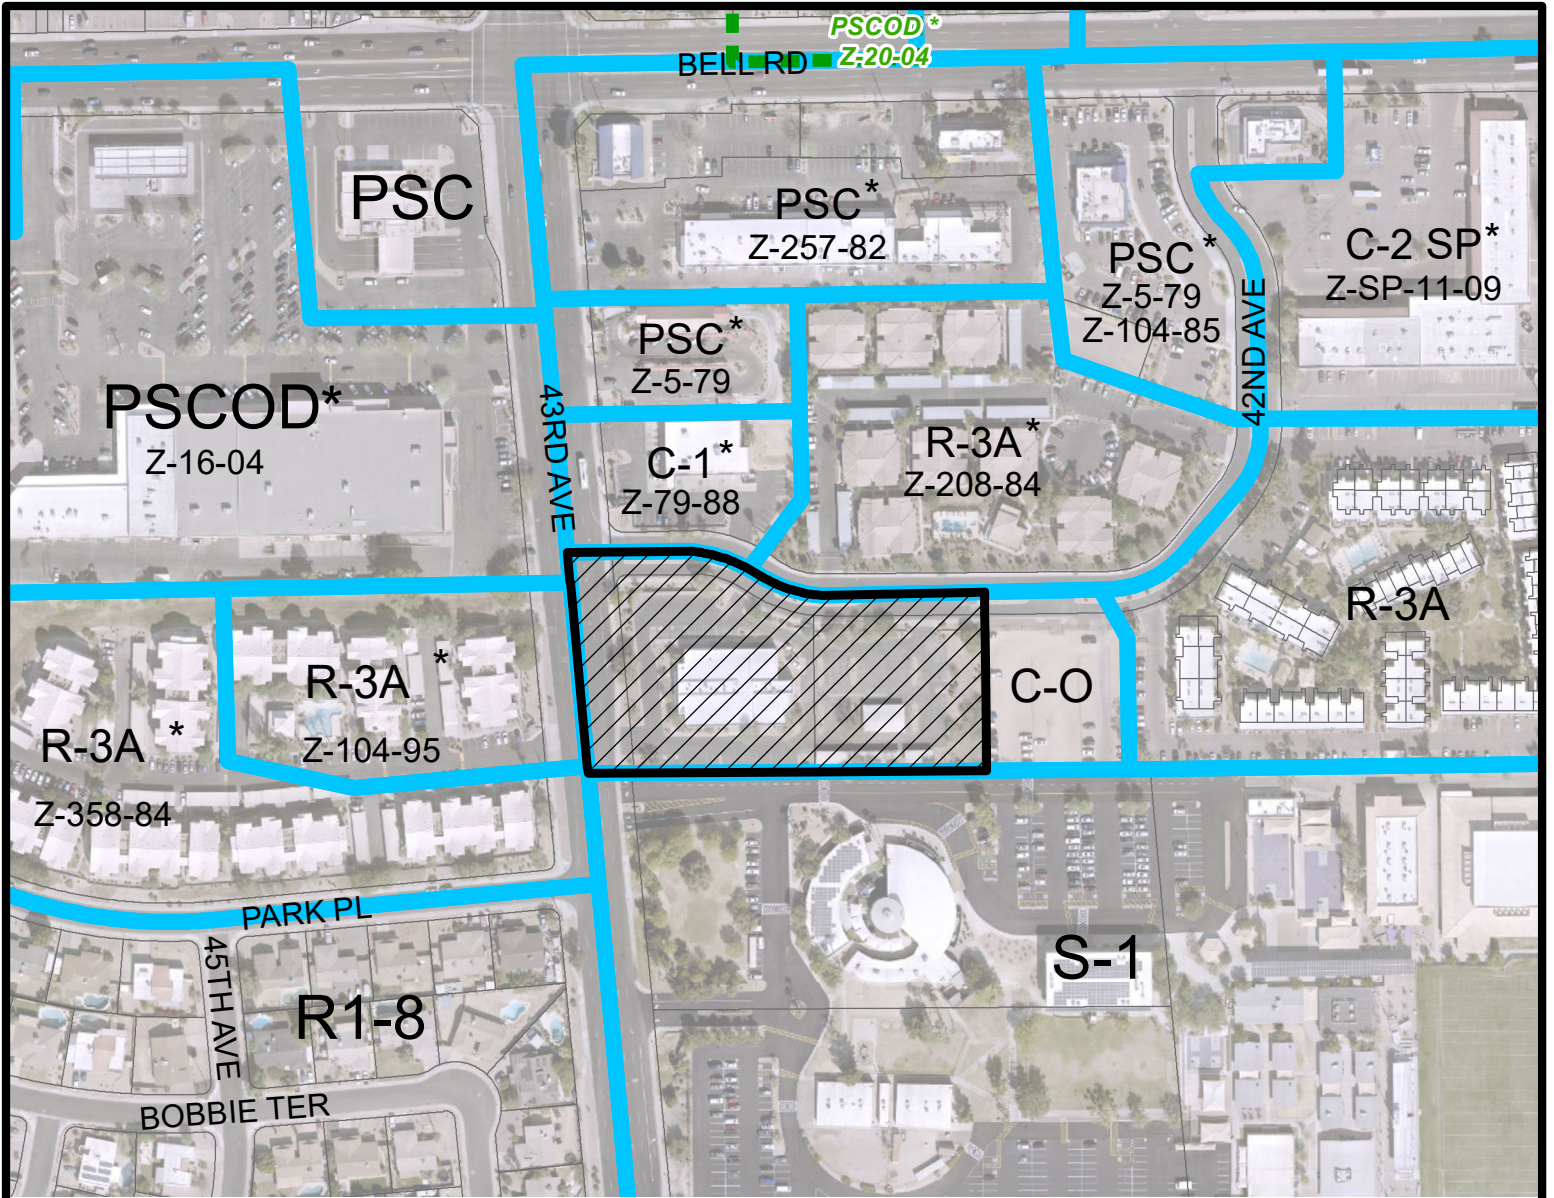 PSCOD *
Z-20-04
BELL RD
PSC
PSC*
Z-257-82
PSC*
Z-5-79
Z-104-85
C-2 SP*
Z-SP-11-09
42ND AVE
PSC*
Z-5-79
43RD AVE
PSCOD*
Z-16-04
C-1*
Z-79-88
R-3A*
Z-208-84
R-3A
R-3A *
Z-104-95
R-3A *
Z-358-84
C-O
PARK PL
45TH AVE
R1-8
BOBBIE TER
S-1